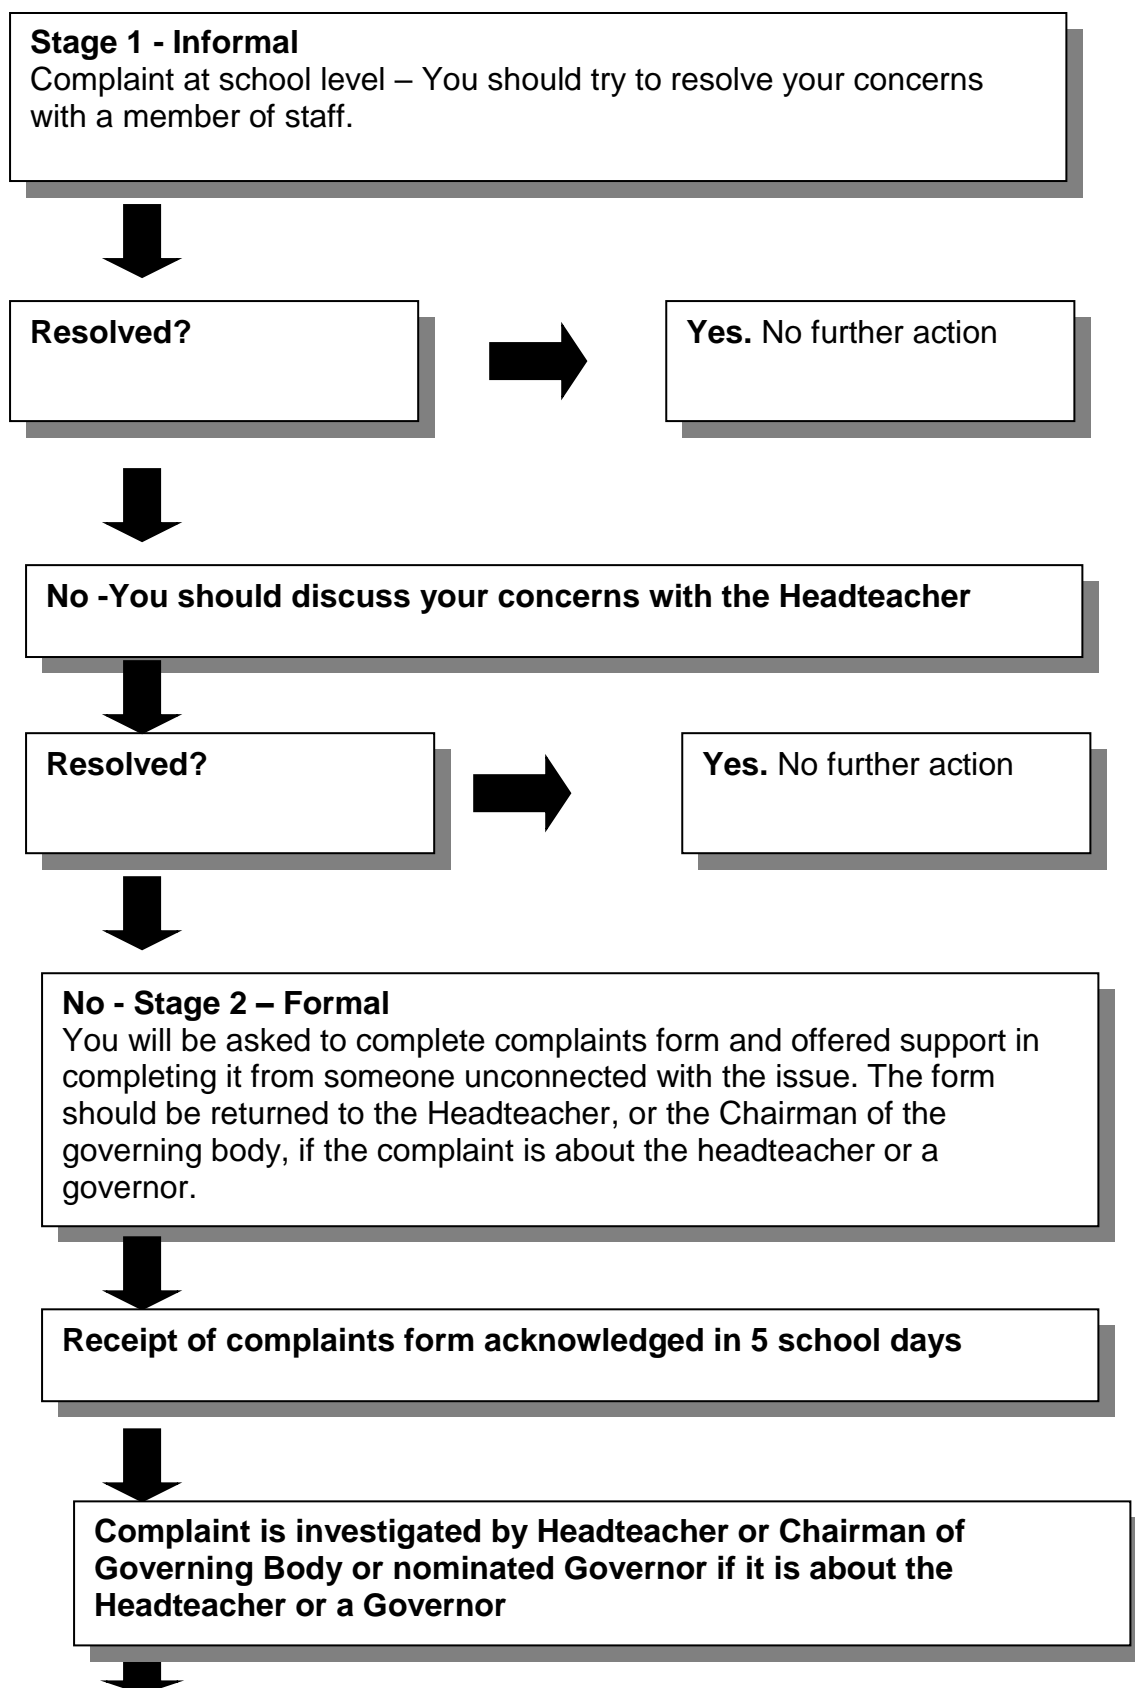 Stage 1 - Informal
Complaint at school level – You should try to resolve your concerns
with a member of staff.
Resolved?
Yes. No further action
No -You should discuss your concerns with the Headteacher
Resolved?
Yes. No further action
No - Stage 2 – Formal
You will be asked to complete complaints form and offered support in
completing it from someone unconnected with the issue. The form
should be returned to the Headteacher, or the Chairman of the
governing body, if the complaint is about the headteacher or a
governor.
Receipt of complaints form acknowledged in 5 school days
Complaint is investigated by Headteacher or Chairman of
Governing Body or nominated Governor if it is about the
Headteacher or a Governor